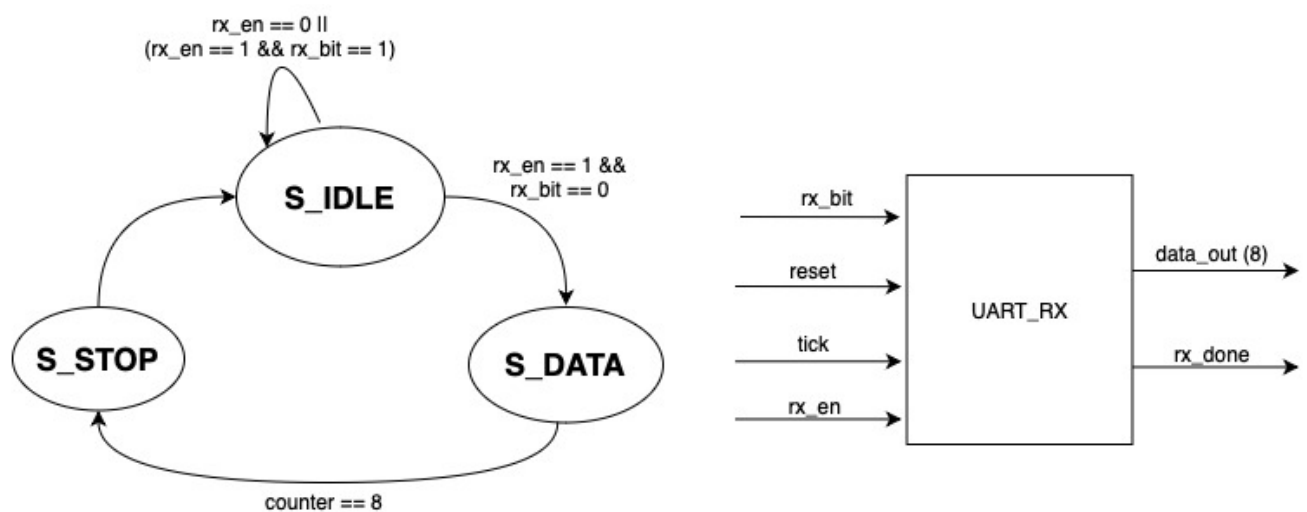 rx_en == 0 ||
(rx_en == 1 && rx_bit == 1)
S_IDLE
rx_en == 1 &&
rx_bit == 0
S_STOP
S_DATA
counter == 8
rx_bit
reset
tick
rx_en
UART_RX
data_out (8)
rx_done